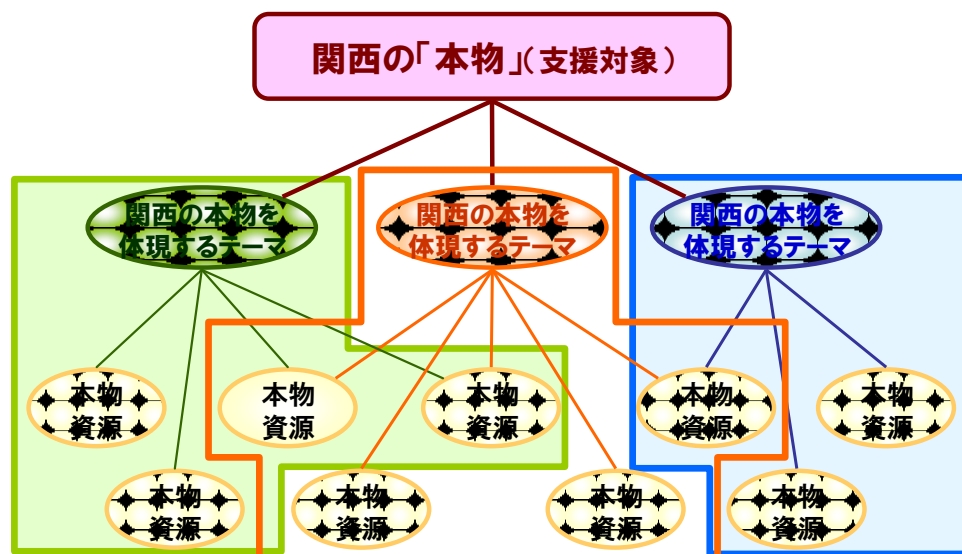 関西の「本物」（支援対象）
関西の本物を
体現するテーマ
関西の本物を
体現するテーマ
関西の本物を
体現するテーマ
本物
資源
本物
資源
本物
資源
本物
資源
本物
資源
本物
資源
本物
資源
本物
資源
本物
資源